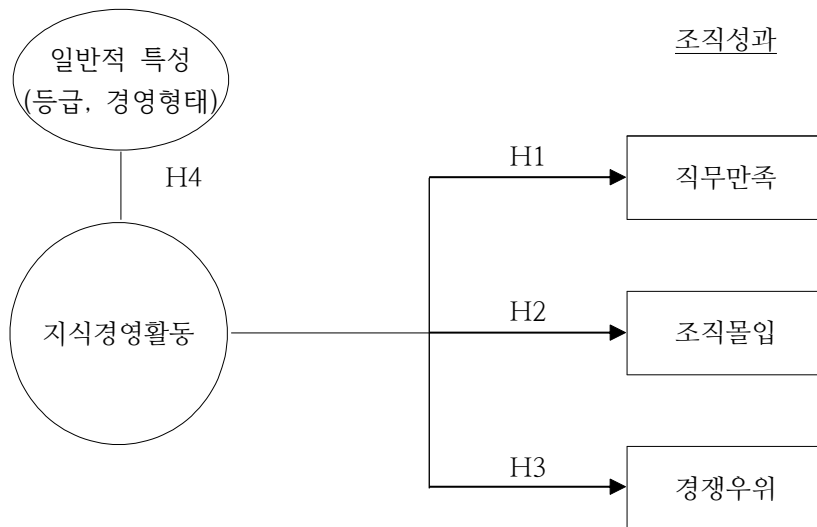 일반적 특성
(등급, 경영형태)
조직성과
H4
H1
직무만족
지식경영활동
H2
조직몰입
H3
경쟁우위